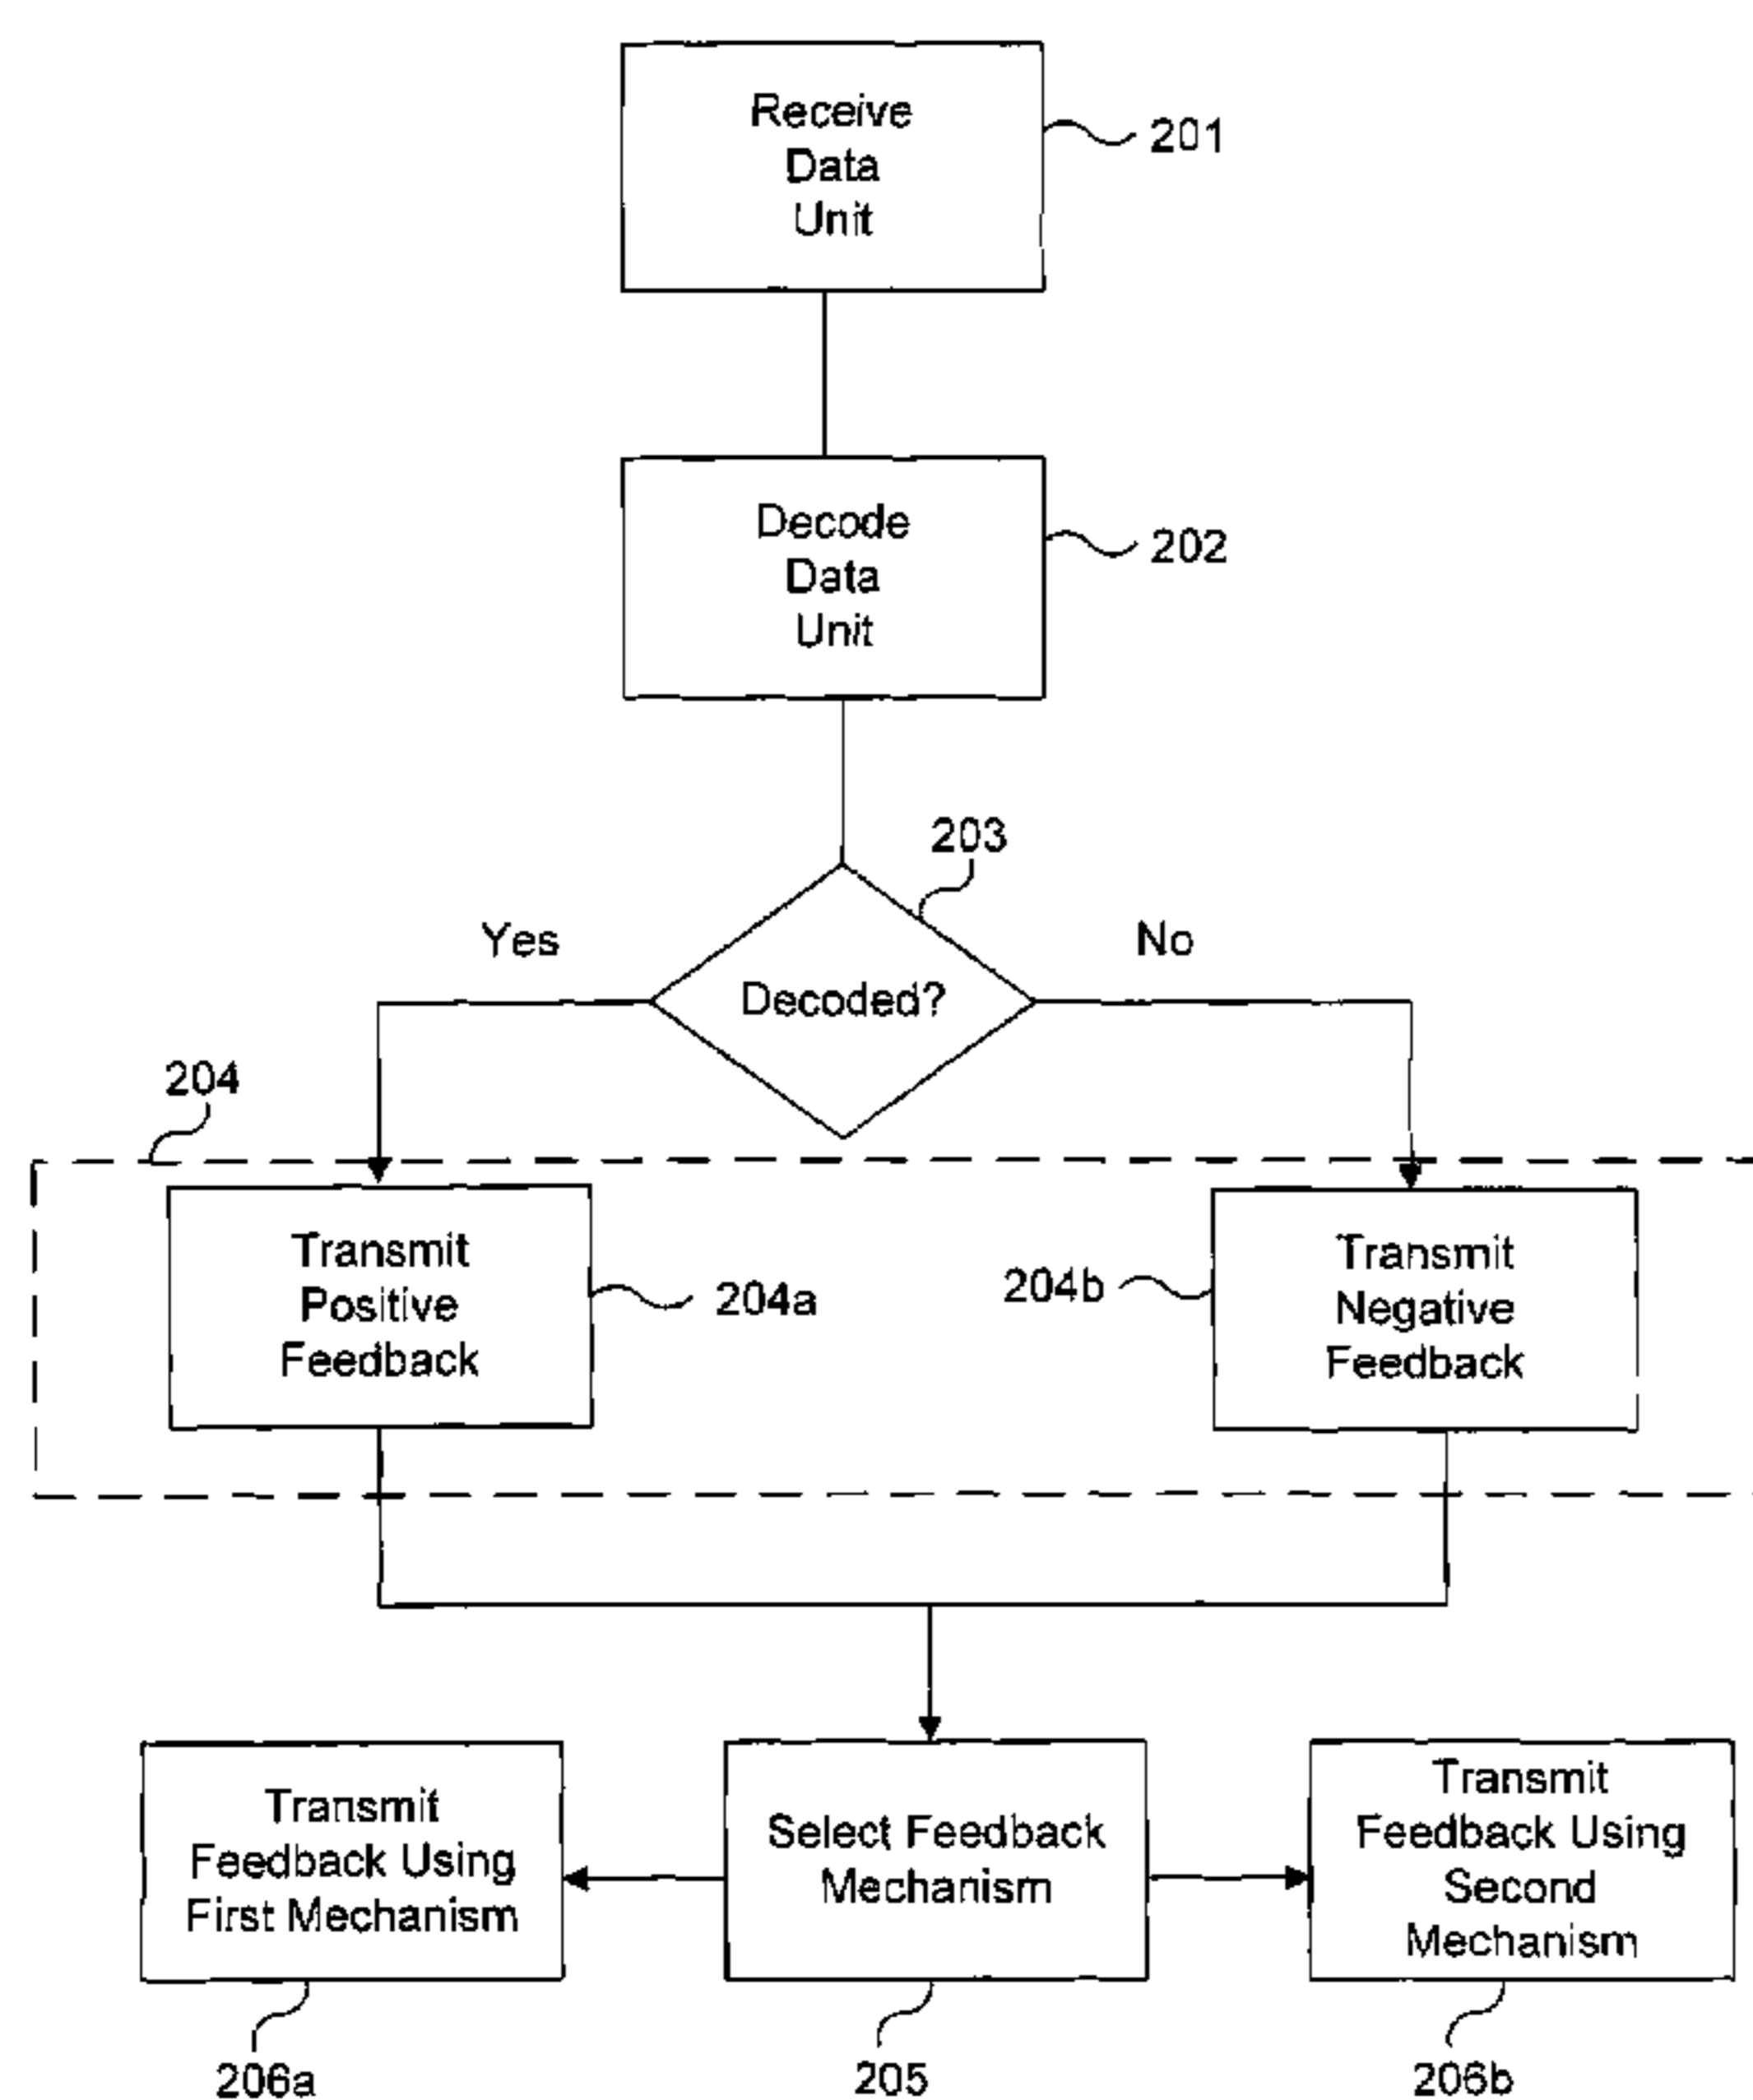 Receive
Data
Unit
201
Decode
Data
Unit
202
203
Yes
No
Decoded?
204
Transmit
Positive
Feedback
204a
204b
Transmit
Negative
Feedback
Transmit
Feedback Using
First Mechanism
Select Feedback
Mechanism
Transmit
Feedback Using
Second
Mechanism
206a
205
206b